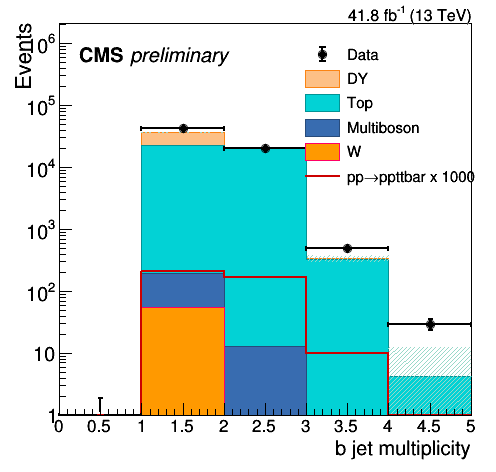 41.8 fb⁻¹ (13 TeV)
Events
CMS preliminary
Data
DY
Top
Multiboson
W
pp→ppttbar x 1000
10⁶
10⁵
10⁴
10³
10²
10
1
0 0.5 1 1.5 2 2.5 3 3.5 4 4.5 5
b jet multiplicity